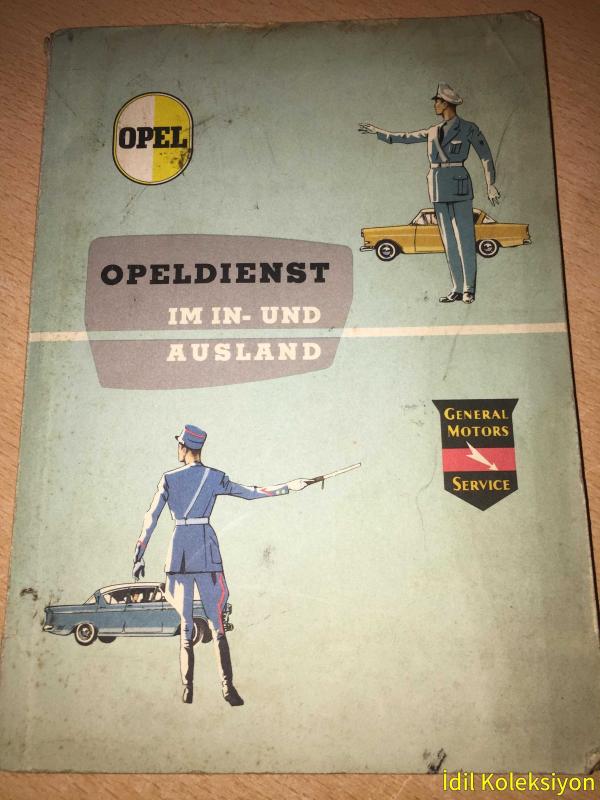 OPEL
OPELDIENST
IM IN- UND
AUSLAND
GENERAL
MOTORS
SERVICE
İdil Koleksiyon